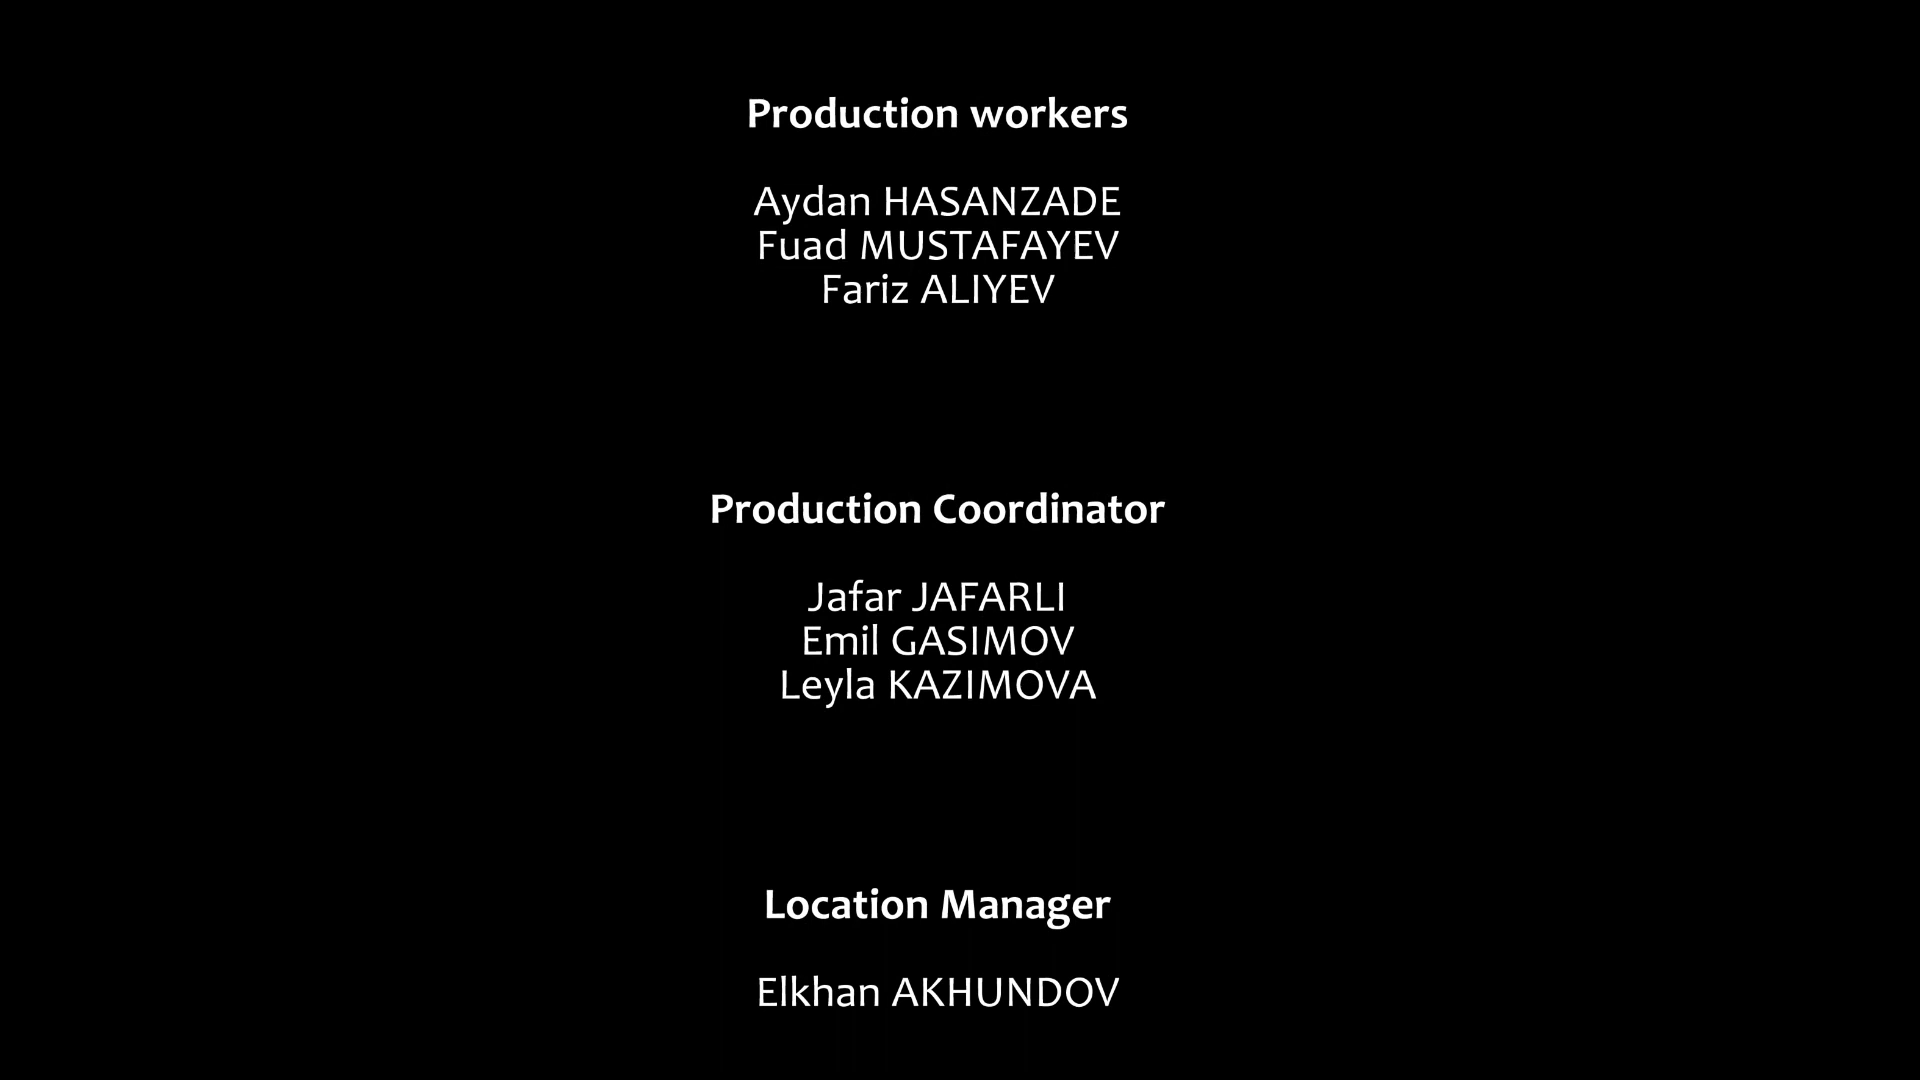 Production workers
Aydan HASANZADE
Fuad MUSTAFAYEV
Fariz ALIYEV
Production Coordinator
Jafar JAFARLI
Emil GASIMOV
Leyla KAZIMOVA
Location Manager
Elkhan AKHUNDOV